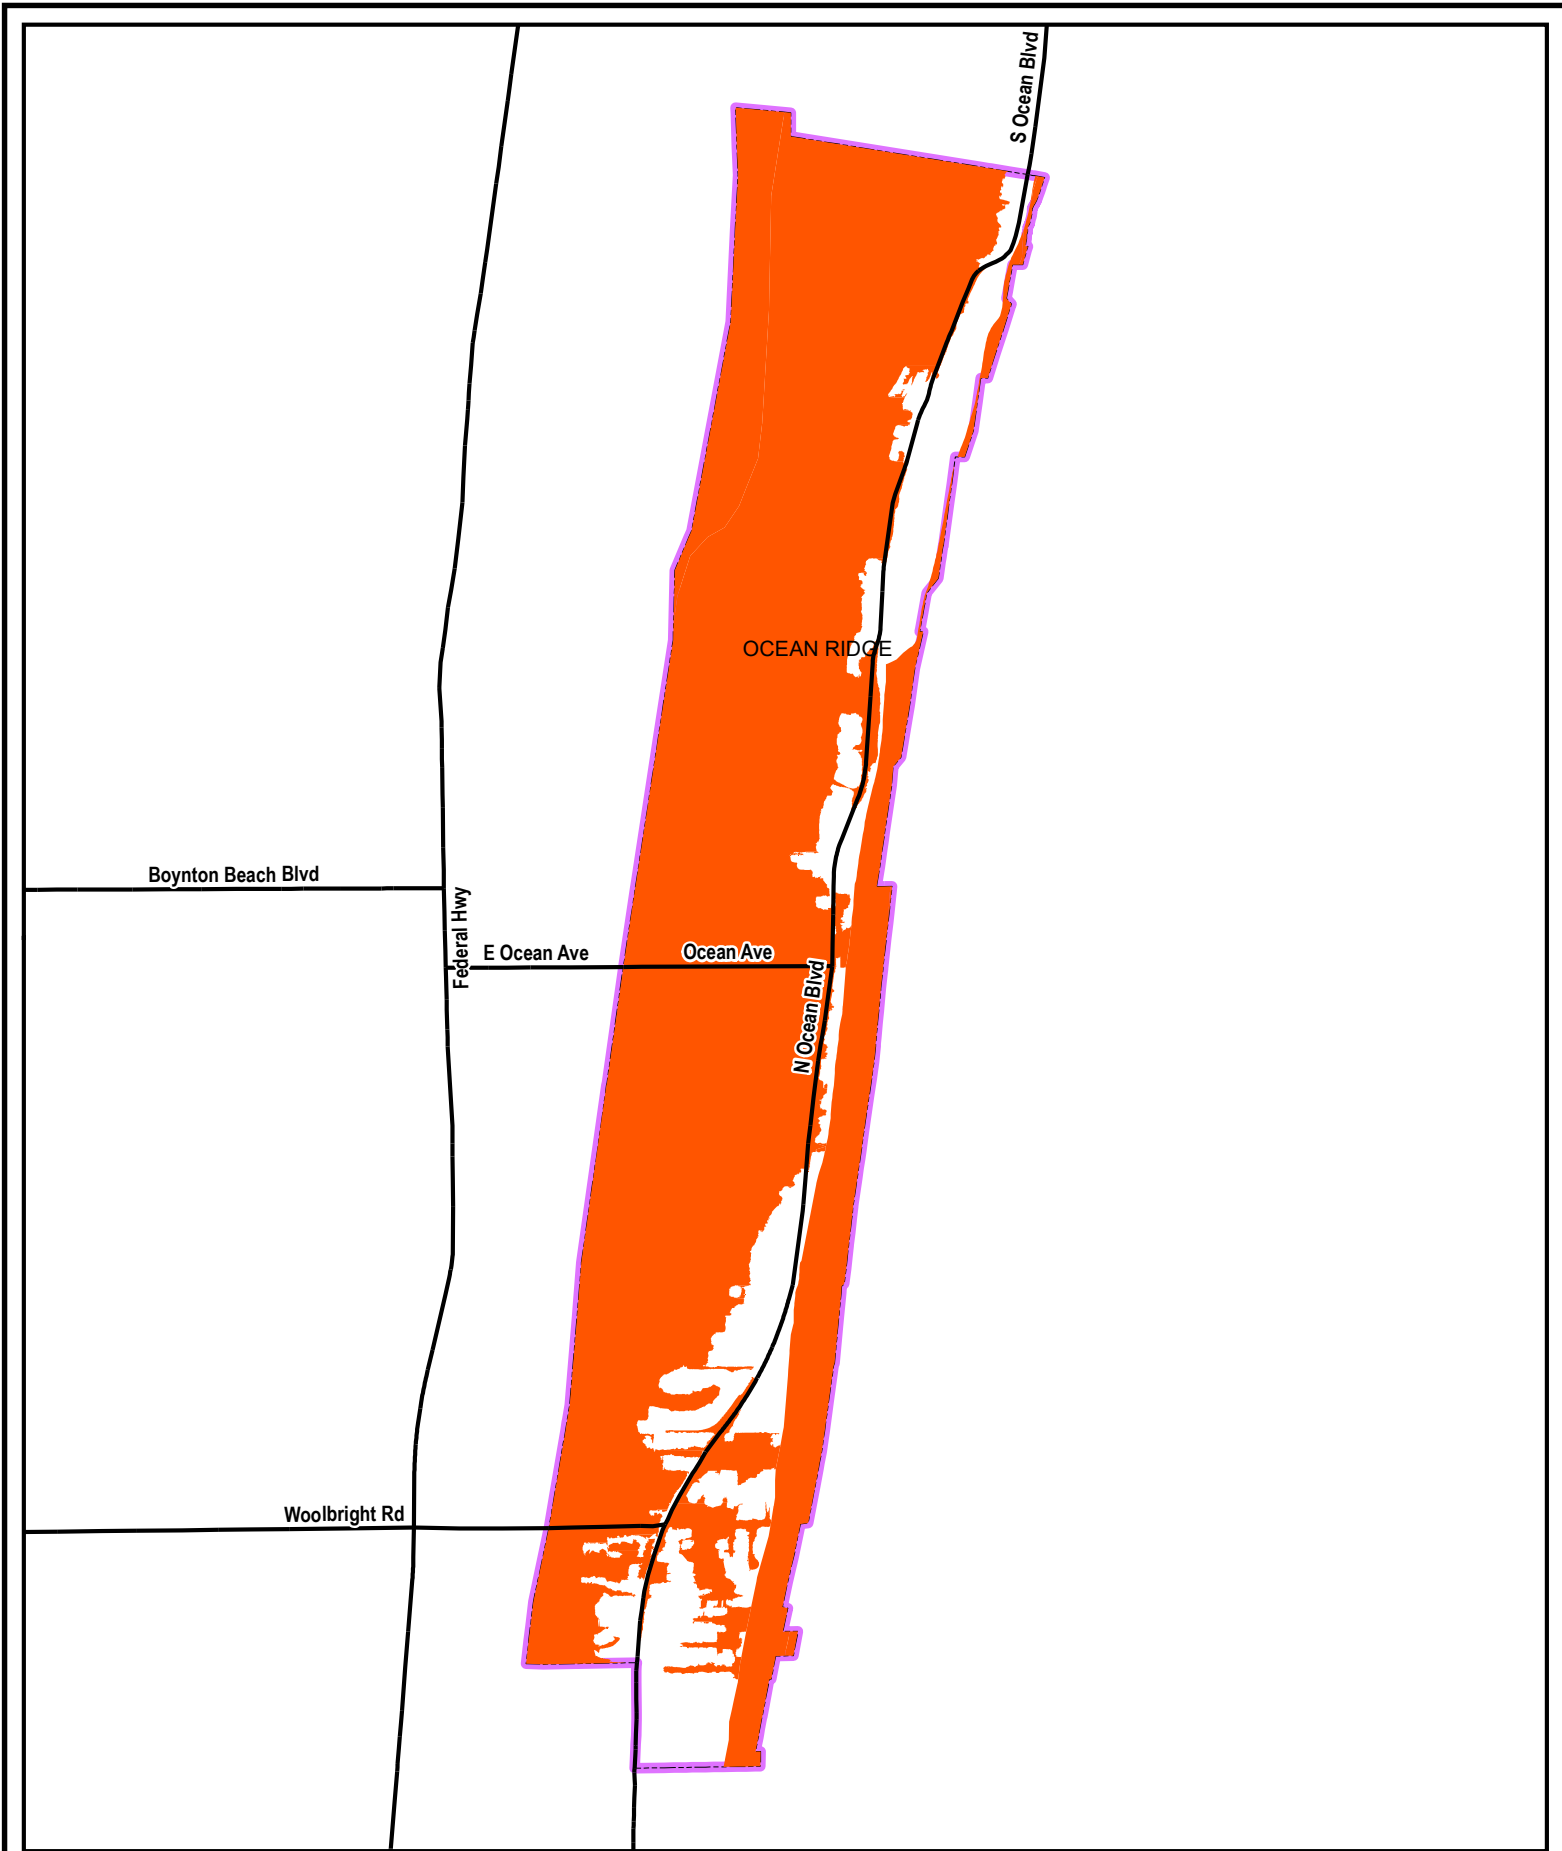 S Ocean Blvd
OCEAN RIDGE
Boynton Beach Blvd
Federal Hwy
E Ocean Ave
Ocean Ave
N Ocean Blvd
Woolbright Rd